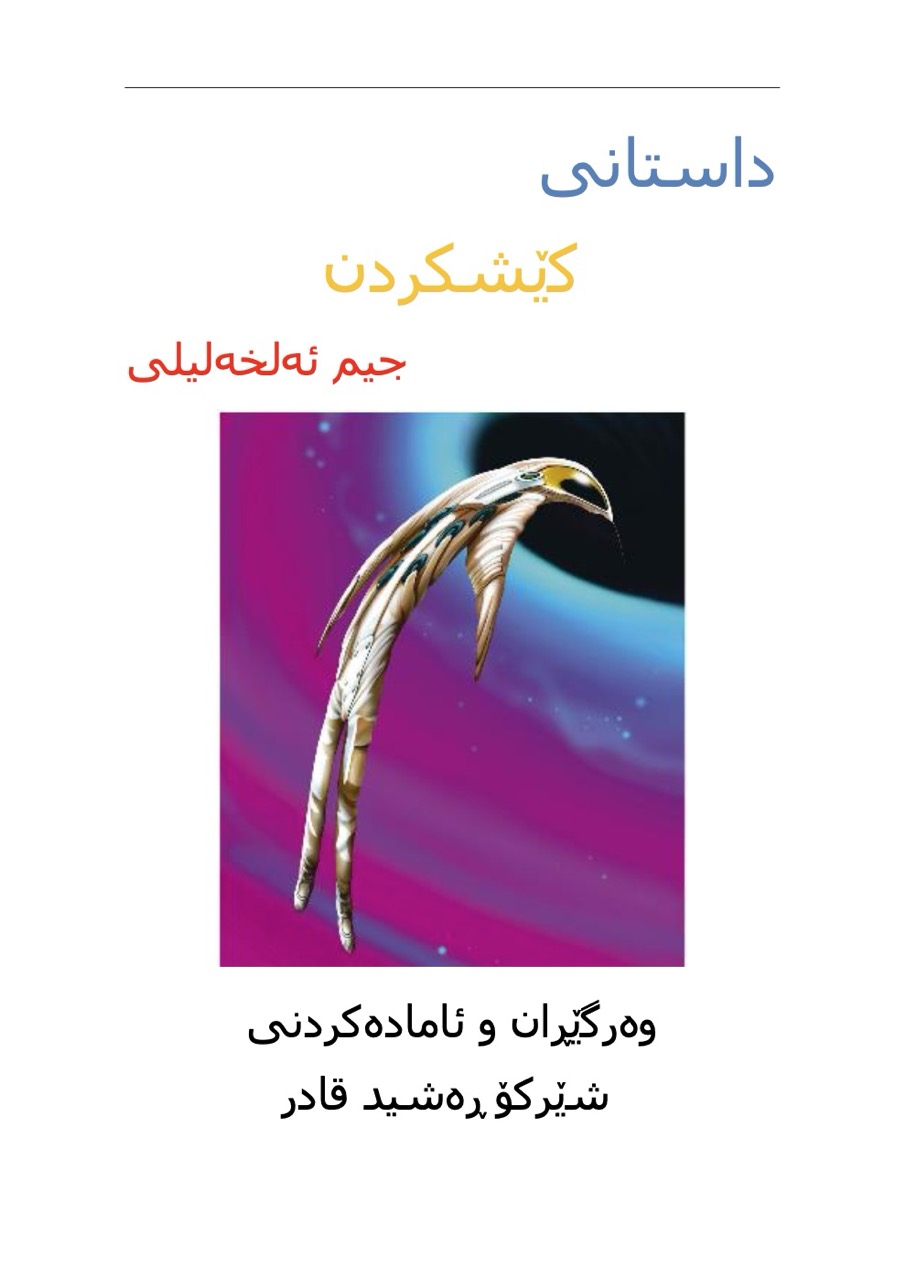 داستانی
کێشکردن
جیم ئەلخەلیلی
وەرگێڕان و ئامادەکردنی
شێرکۆ ڕەشید قادر